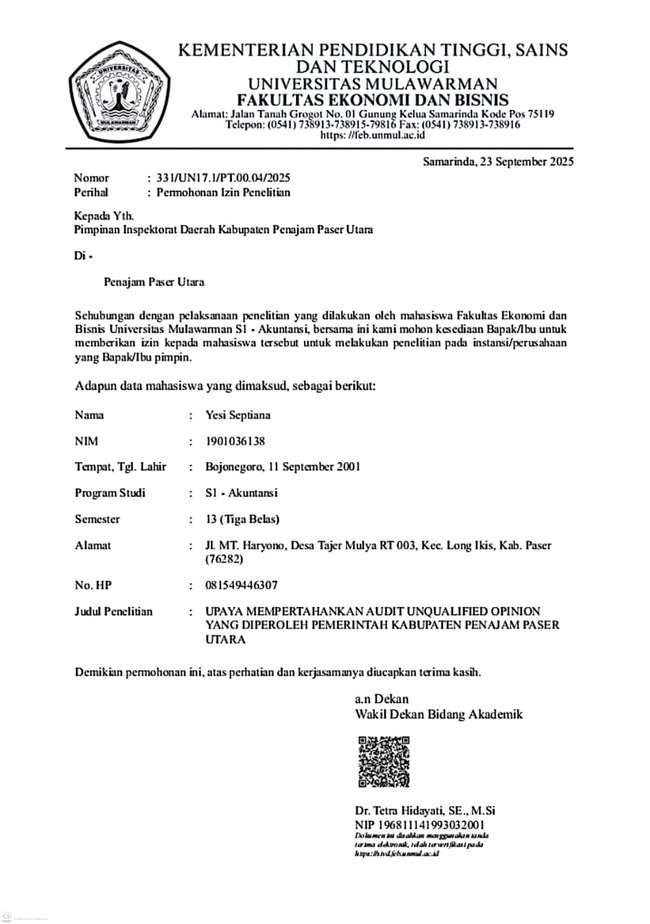 KEMENTERIAN PENDIDIKAN TINGGI, SAINS
DAN TEKNOLOGI
UNIVERSITAS MULAWARMAN
FAKULTAS EKONOMI DAN BISNIS
Alamat: Jalan Tanah Grogot No. 01 Gunung Kelua Samarinda Kode Pos 75119
Telepon: (0541) 738913-738915-79816 Fax: (0541) 738913-738916
https: //feb.unmul.ac.id
UNIVERSITAS
MULAWARMAN
Samarinda, 23 September 2025
Nomor : 331/UN17.1/PT.00.04/2025
Perihal : Permohonan Izin Penelitian
Kepada Yth.
Pimpinan Inspektorat Daerah Kabupaten Penajam Paser Utara
Di -
Penajam Paser Utara
Sehubungan dengan pelaksanaan penelitian yang dilakukan oleh mahasiswa Fakultas Ekonomi dan
Bisnis Universitas Mulawarman S1 - Akuntansi, bersama ini kami mohon kesediaan Bapak/Ibu untuk
memberikan izin kepada mahasiswa tersebut untuk melakukan penelitian pada instansi/perusahaan
yang Bapak/Ibu pimpin.
Adapun data mahasiswa yang dimaksud, sebagai berikut:
Nama : Yesi Septiana
NIM : 1901036138
Tempat, Tgl. Lahir : Bojonegoro, 11 September 2001
Program Studi : S1 - Akuntansi
Semester : 13 (Tiga Belas)
Alamat : Jl. MT. Haryono, Desa Tajer Mulya RT 003, Kec. Long Ikis, Kab. Paser
(76282)
No. HP : 081549446307
Judul Penelitian : UPAYA MEMPERTAHANKAN AUDIT UNQUALIFIED OPINION
YANG DIPEROLEH PEMERINTAH KABUPATEN PENAJAM PASER
UTARA
Demikian permohonan ini, atas perhatian dan kerjasamanya diucapkan terima kasih.
a.n Dekan
Wakil Dekan Bidang Akademik
Dr. Tetra Hidayati, SE., M.Si
NIP 196811141993032001
Dokumen ini disahkan menggunakan tanda
terima elektronik, telah terverifikasi pada